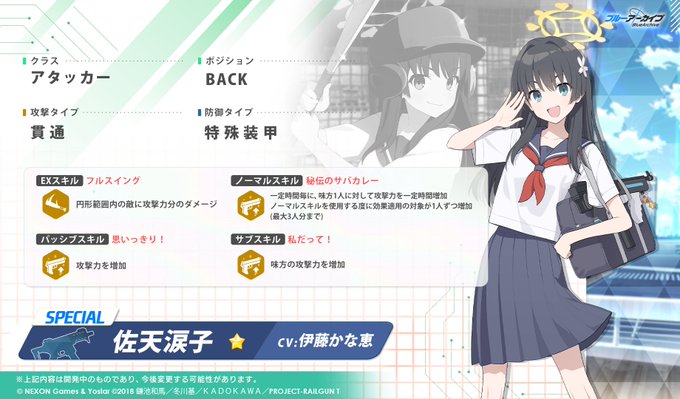 ブルーアーカイブ
BlueArchive
クラス
アタッカー
ポジション
BACK
攻撃タイプ
貫通
防御タイプ
特殊装甲
EXスキル フルスイング
円形範囲内の敵に攻撃力分のダメージ
ノーマルスキル 秘伝のサバカレー
一定時間毎に、味方1人に対して攻撃力を一定時間増加
ノーマルスキルを使用する度に効果適用の対象が1人ずつ増加
(最大3人分まで)
パッシブスキル 思いっきり！
攻撃力を増加
サブスキル 私だって！
味方の攻撃力を増加
SPECIAL
佐天涙子
CV:伊藤かな恵
※上記内容は開発中のものであり、今後変更する可能性があります。
© NEXON Games & Yostar ©2018 鎌池和馬／冬川基／KADOKAWA／PROJECT-RAILGUN T